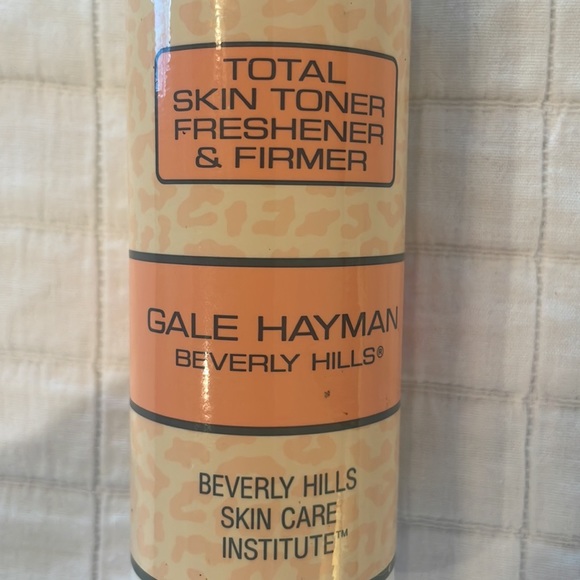 TOTAL
SKIN TONER
FRESHENER
& FIRMER
GALE HAYMAN
BEVERLY HILLS®
BEVERLY HILLS
SKIN CARE
INSTITUTE™